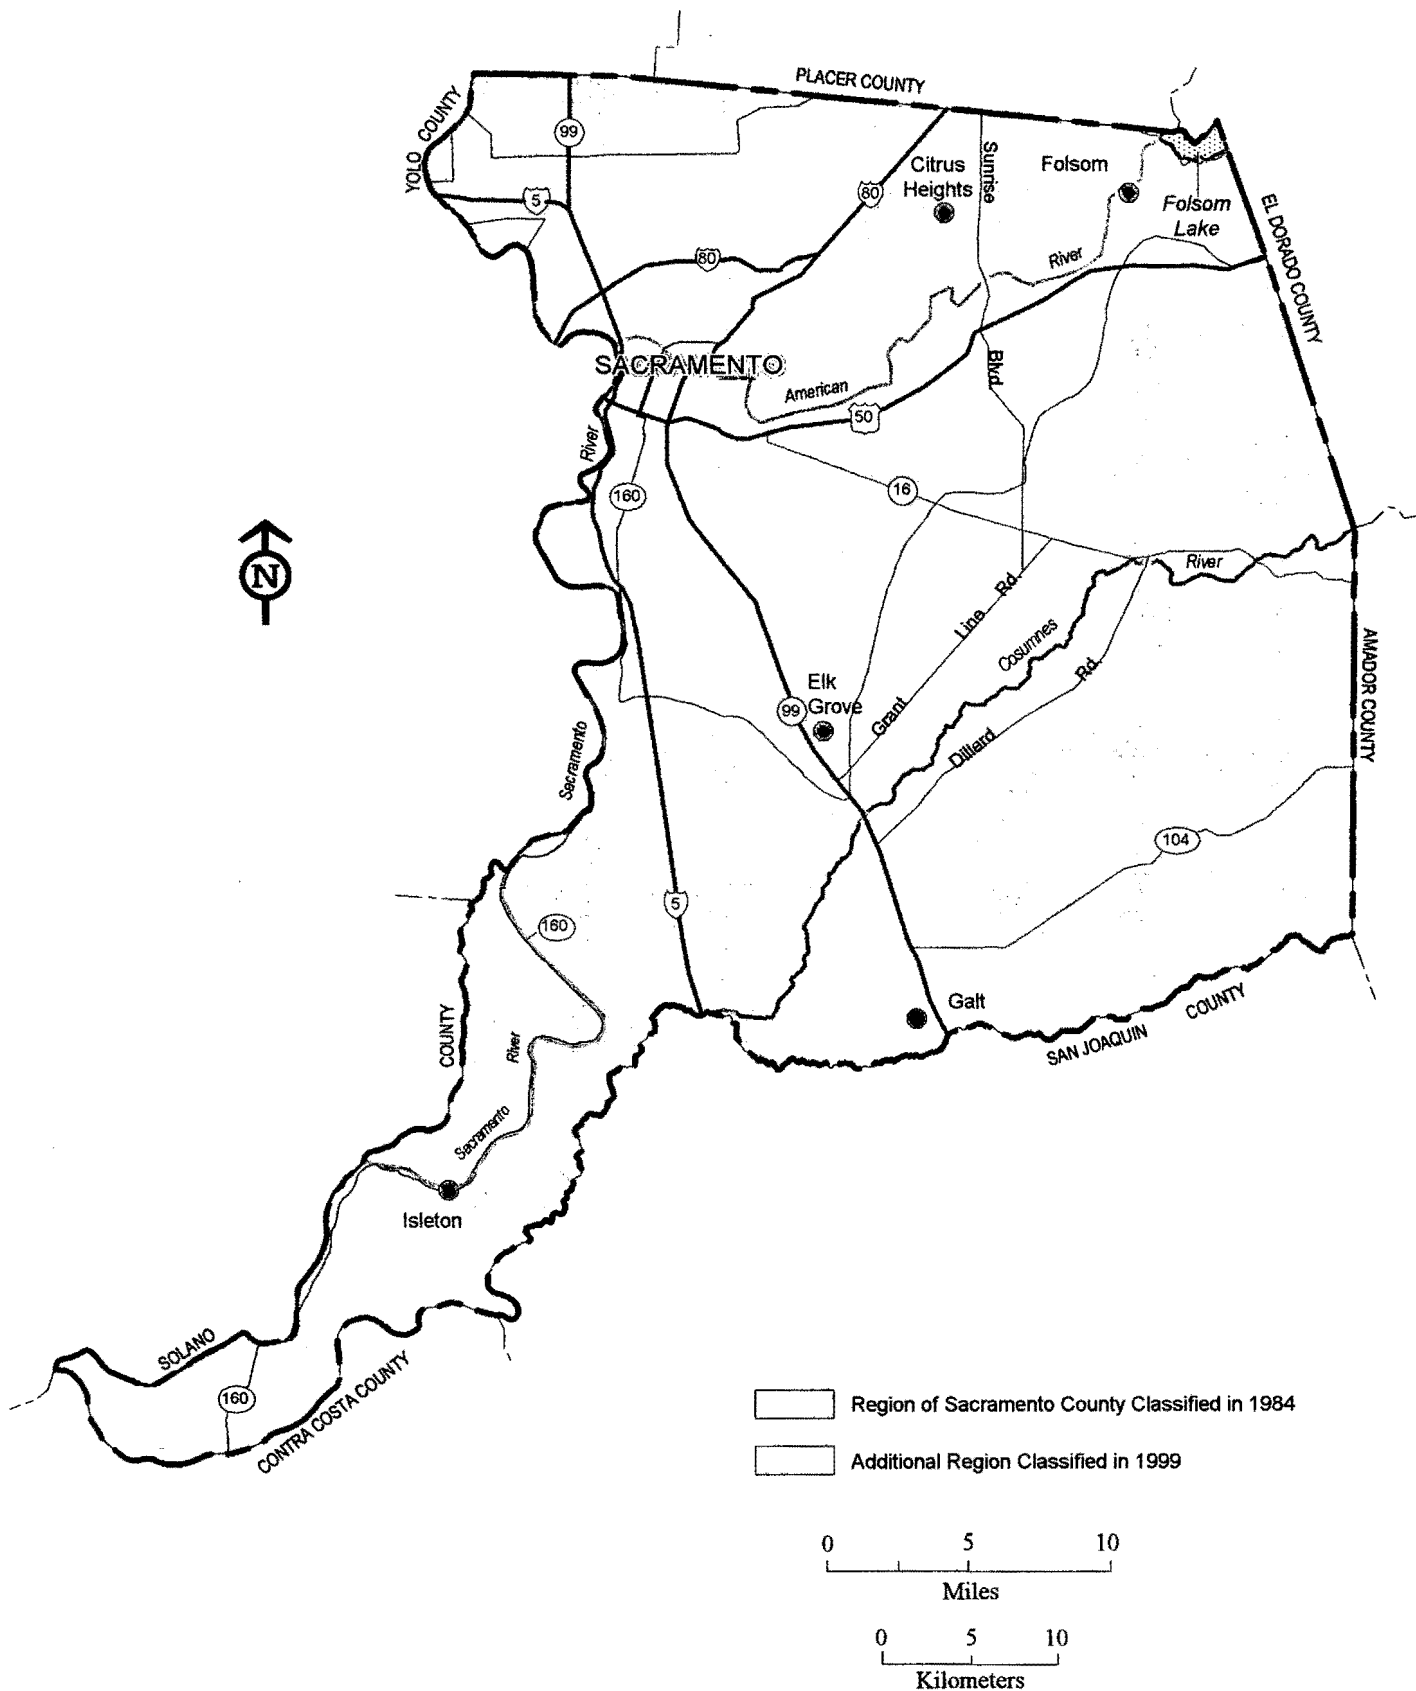 PLACER COUNTY
YOLO COUNTY
99
5
80
80
Citrus
Heights
Sunrise
Blvd.
Folsom
Folsom
Lake
EL DORADO COUNTY
River
American
SACRAMENTO
50
River
160
16
River
Line
Rd.
Cosumnes
Rd.
AMADOR COUNTY
Elk
Grove
99
Grant
Dillard
Sacramento
104
5
160
Galt
COUNTY
River
SAN JOAQUIN COUNTY
Sacramento
Isleton
SOLANO
160
CONTRA COSTA COUNTY
N
Region of Sacramento County Classified in 1984
Additional Region Classified in 1999
0 5 10
Miles
0 5 10
Kilometers